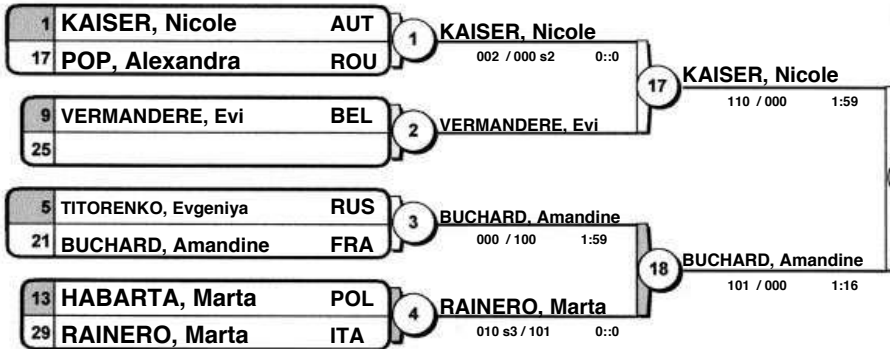 1 KAISER, Nicole AUT
17 POP, Alexandra ROU
1
KAISER, Nicole
002 / 000 s2 0::0
9 VERMANDERE, Evi BEL
25
2
VERMANDERE, Evi
17
KAISER, Nicole
110 / 000 1:59
5 TITORENKO, Evgeniya RUS
21 BUCHARD, Amandine FRA
3
BUCHARD, Amandine
000 / 100 1:59
13 HABARTA, Marta POL
29 RAINERO, Marta ITA
4
RAINERO, Marta
010 s3 / 101 0::0
18
BUCHARD, Amandine
101 / 000 1:16